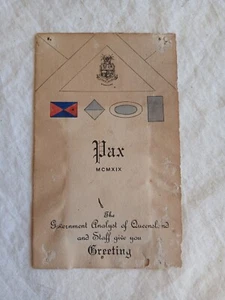 Pax
MCMXIX
The
Government Analyst of Queensland
and Staff give you
Greeting